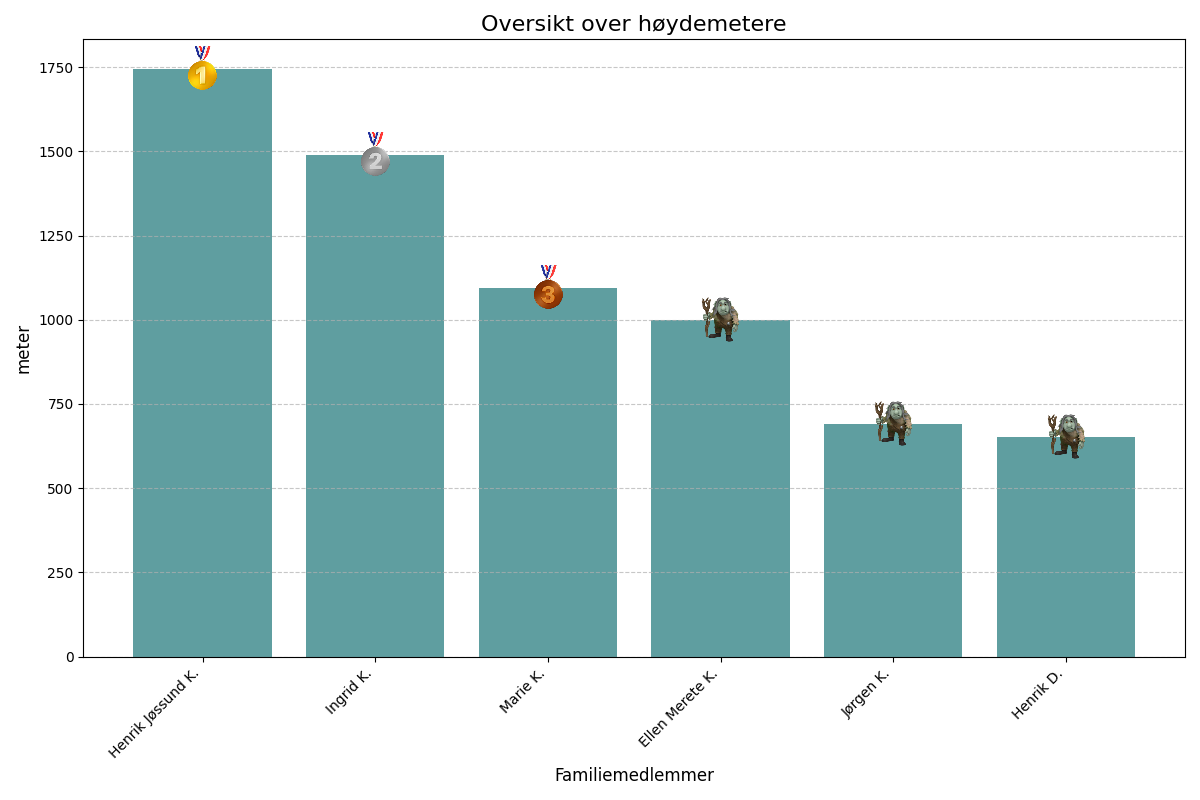 Oversikt over høydemetere
1750
1500
1250
1000
750
500
250
0
meter
1
2
3
Henrik Jøssund K.
Ingrid K.
Marie K.
Ellen Merete K.
Jørgen K.
Henrik D.
Familiemedlemmer